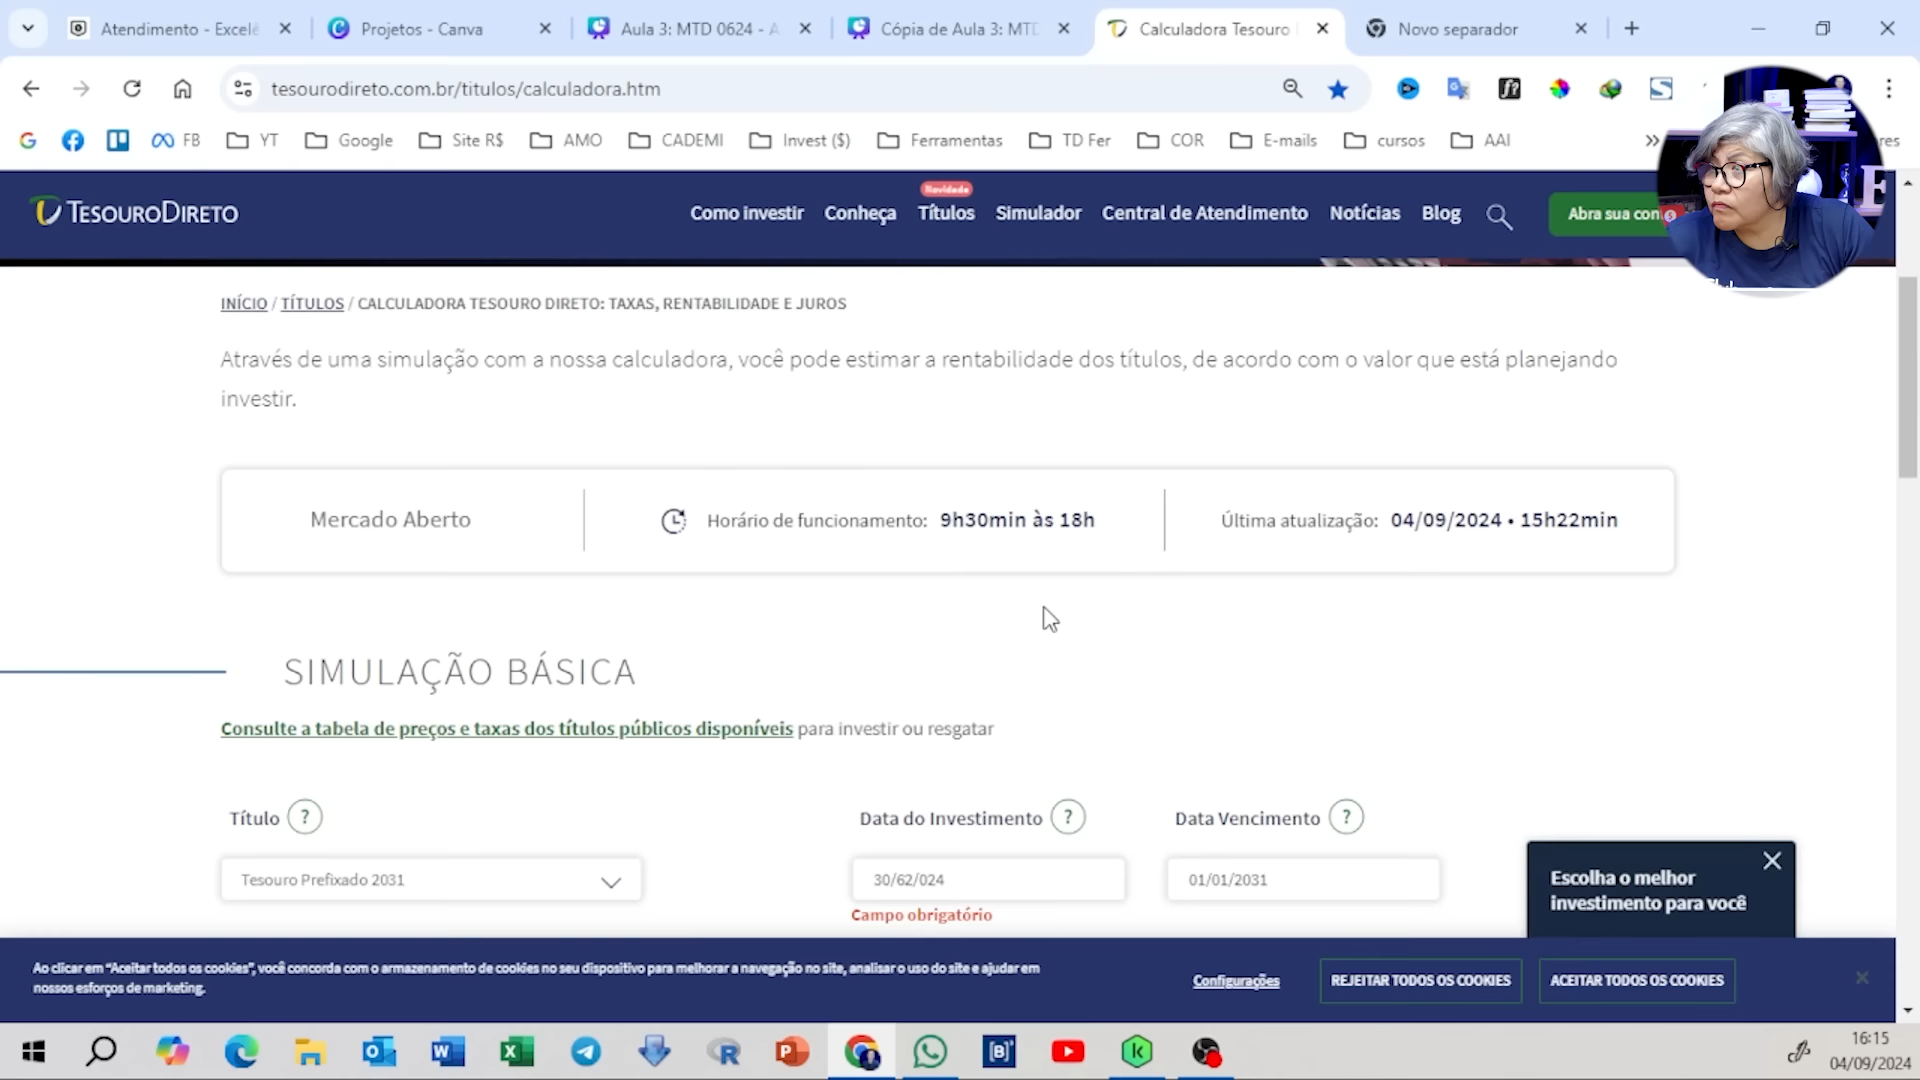 Atendimento - Excelê
Projetos - Canva
Aula 3: MTD 0624 - A
Cópia de Aula 3: MTD
Calculadora Tesouro
Novo separador
tesourodireto.com.br/titulos/calculadora.htm
FB
YT
Google
Site R$
AMO
CADEMI
Invest ($)
Ferramentas
TD Fer
COR
E-mails
cursos
AAI
TESOURODIRETO
Como investir
Conheça
Novidade
Títulos
Simulador
Central de Atendimento
Notícias
Blog
Abra sua con
INÍCIO / TÍTULOS / CALCULADORA TESOURO DIRETO: TAXAS, RENTABILIDADE E JUROS
Através de uma simulação com a nossa calculadora, você pode estimar a rentabilidade dos títulos, de acordo com o valor que está planejando
investir.
Mercado Aberto
Horário de funcionamento: 9h30min às 18h
Última atualização: 04/09/2024 • 15h22min
SIMULAÇÃO BÁSICA
Consulte a tabela de preços e taxas dos títulos públicos disponíveis para investir ou resgatar
Título ?
Data do Investimento ?
Data Vencimento ?
Tesouro Prefixado 2031
30/62/024
01/01/2031
Campo obrigatório
Escolha o melhor
investimento para você
Ao clicar em "Aceitar todos os cookies", você concorda com o armazenamento de cookies no seu dispositivo para melhorar a navegação no site, analisar o uso do site e ajudar em
nossos esforços de marketing.
Configurações
REJEITAR TODOS OS COOKIES
ACEITAR TODOS OS COOKIES
16:15
04/09/2024